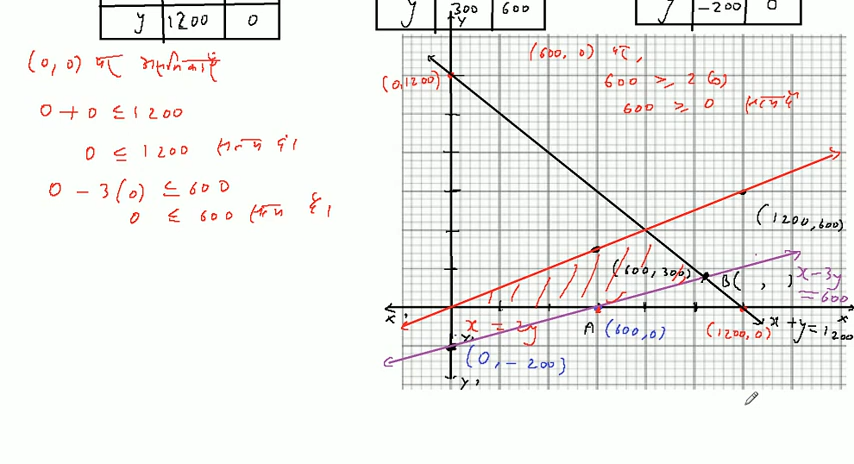 y 1200 0
y 300 600
y -200 0
(0,0) पर
0 + 0 ≤ 1200
0 ≤ 1200 सत्य है।
0 - 3(0) ≤ 600
0 ≤ 600 सत्य है।
y
(600, 0) पर,
600 ≥ 2(0)
600 ≥ 0 सत्य है
(0,1200)
(1200,600)
(600,300)
B( , )
x-3y
=600
x'
x
x = 2y
A (600,0)
(1200,0)
x+y=1200
(0,-200)
y'